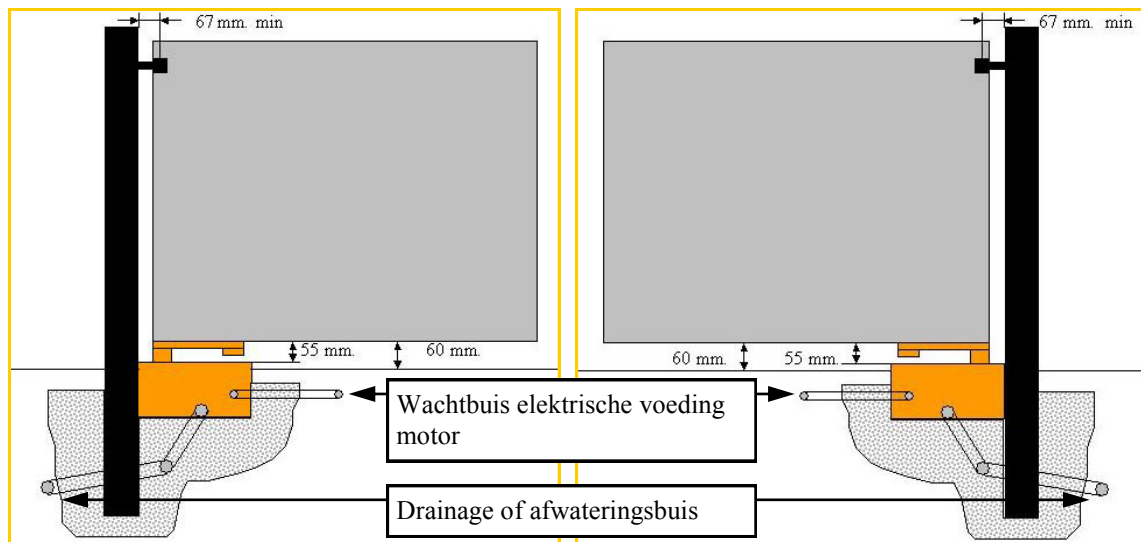 67 mm. min
67 mm. min
55 mm.
60 mm.
60 mm.
55 mm.
Wachtbuis elektrische voeding
motor
Drainage of afwateringsbuis